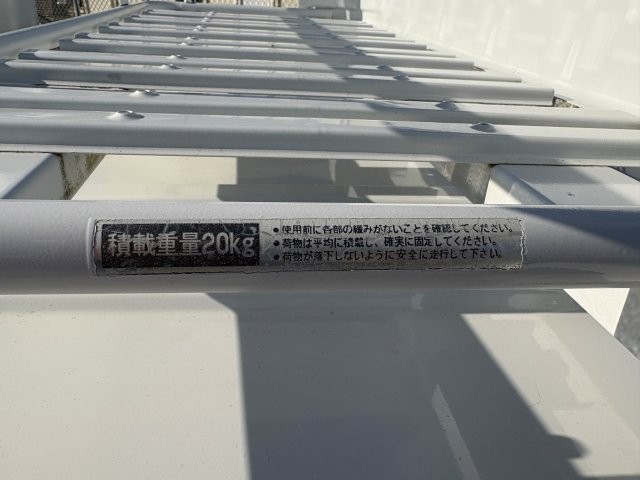 積載重量20kg
・使用前に各部の緩みがないことを確認してください。
・荷物は平均に積載し、確実に固定してください。
・荷物が落下しないように安全に走行して下さい。